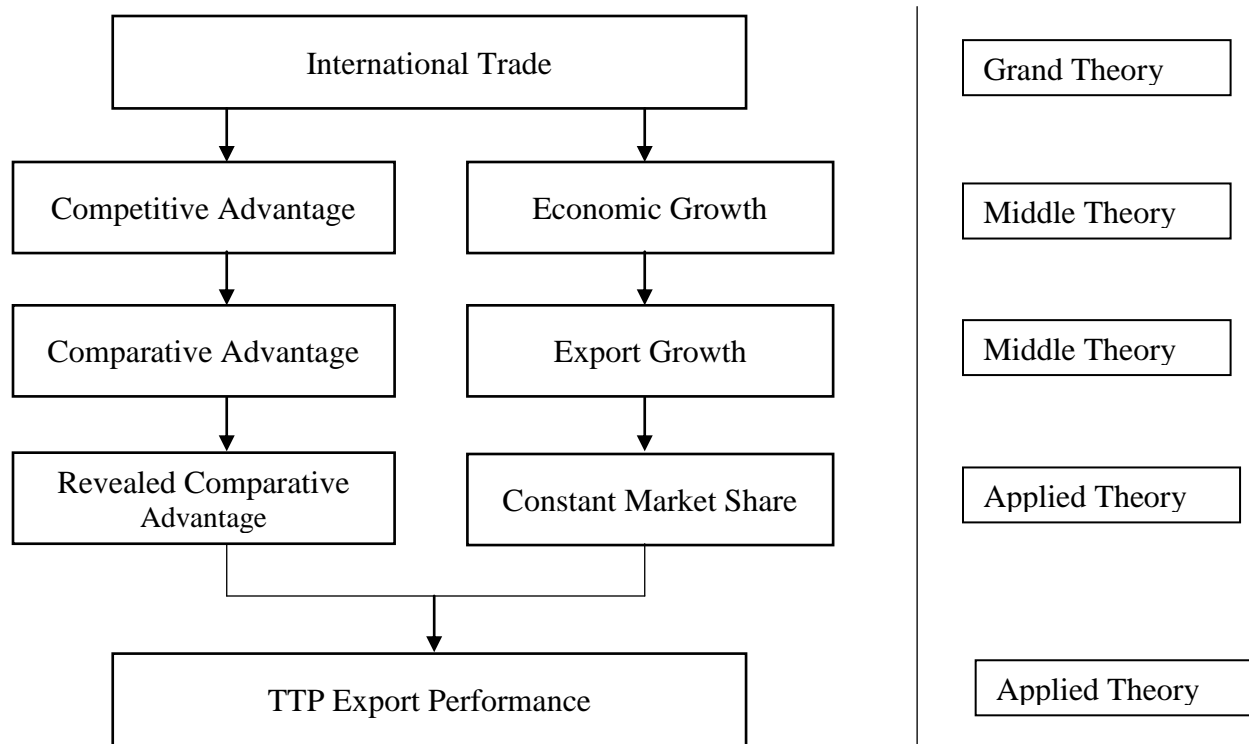 International Trade
Grand Theory
Competitive Advantage
Economic Growth
Middle Theory
Comparative Advantage
Export Growth
Middle Theory
Revealed Comparative
Advantage
Constant Market Share
Applied Theory
TTP Export Performance
Applied Theory